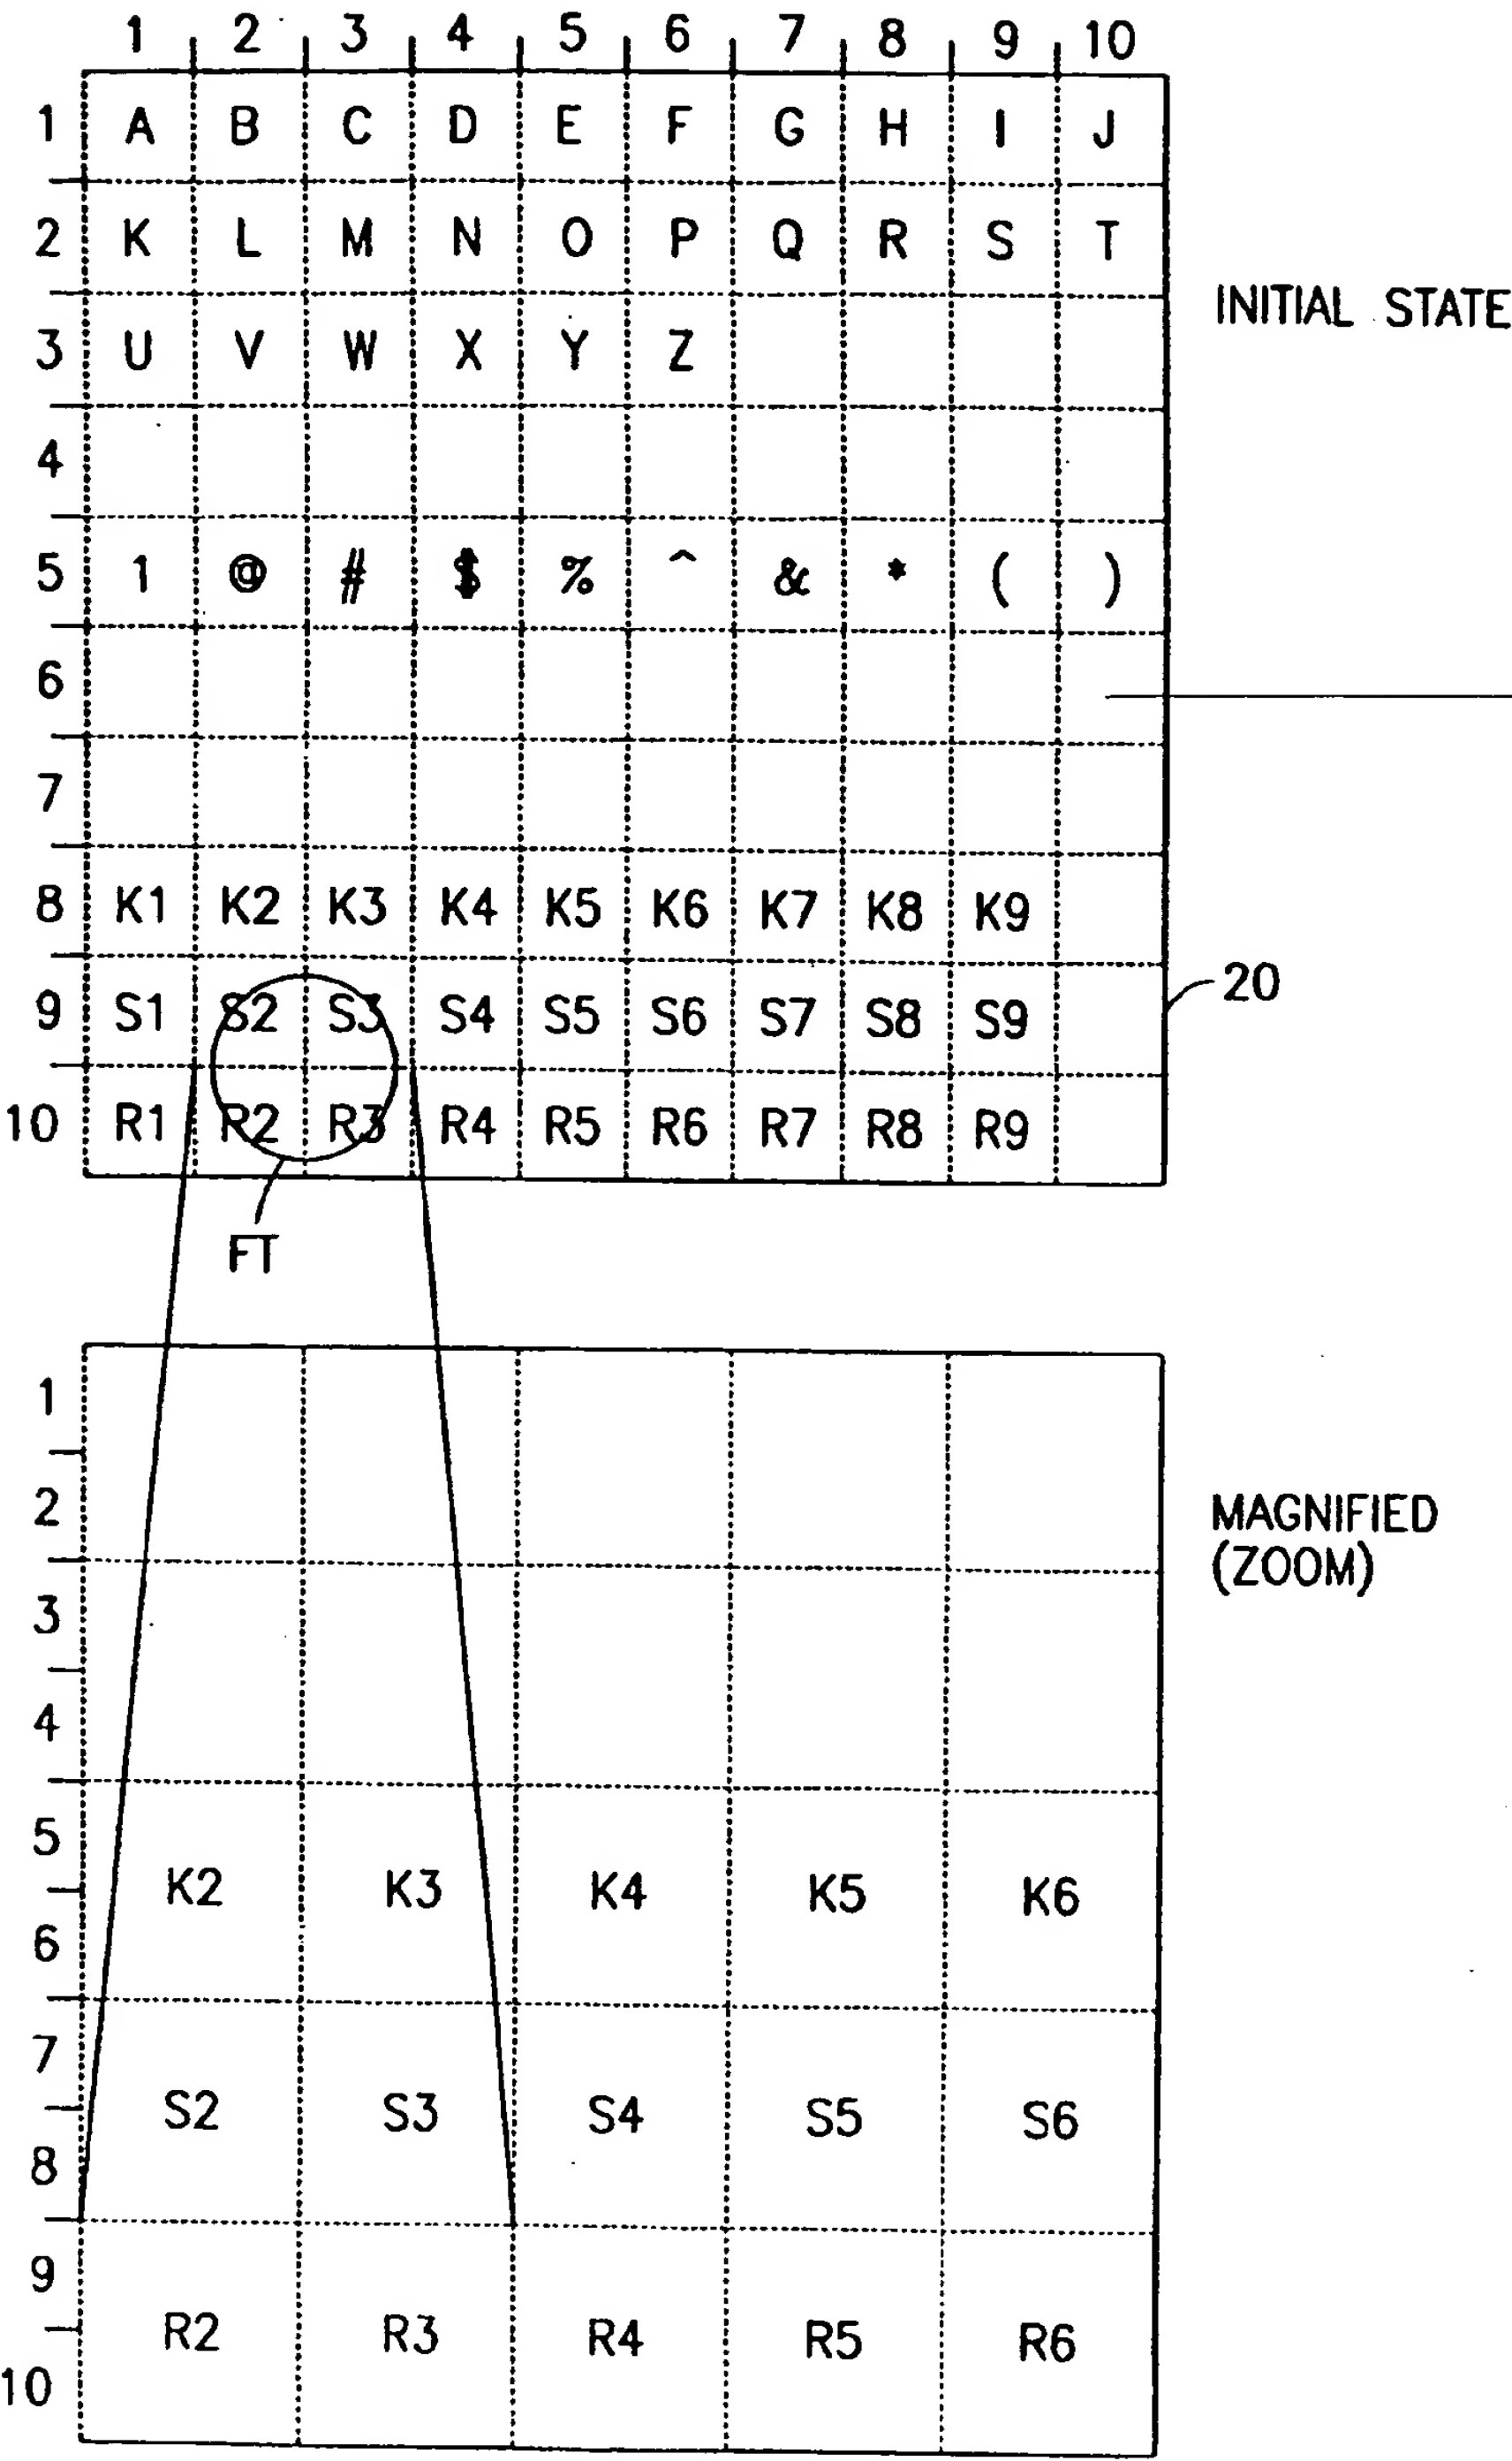 1 2 3 4 5 6 7 8 9 10
1 A B C D E F G H I J
2 K L M N O P Q R S T
INITIAL STATE
3 U V W X Y Z
4
5 1 @ # $ % ^ & * ( )
6
7
8 K1 K2 K3 K4 K5 K6 K7 K8 K9
9 S1 S2 S3 S4 S5 S6 S7 S8 S9
20
10 R1 R2 R3 R4 R5 R6 R7 R8 R9
FT
1
2
MAGNIFIED
(ZOOM)
3
4
5
K2 K3 K4 K5 K6
6
7
S2 S3 S4 S5 S6
8
9
R2 R3 R4 R5 R6
10